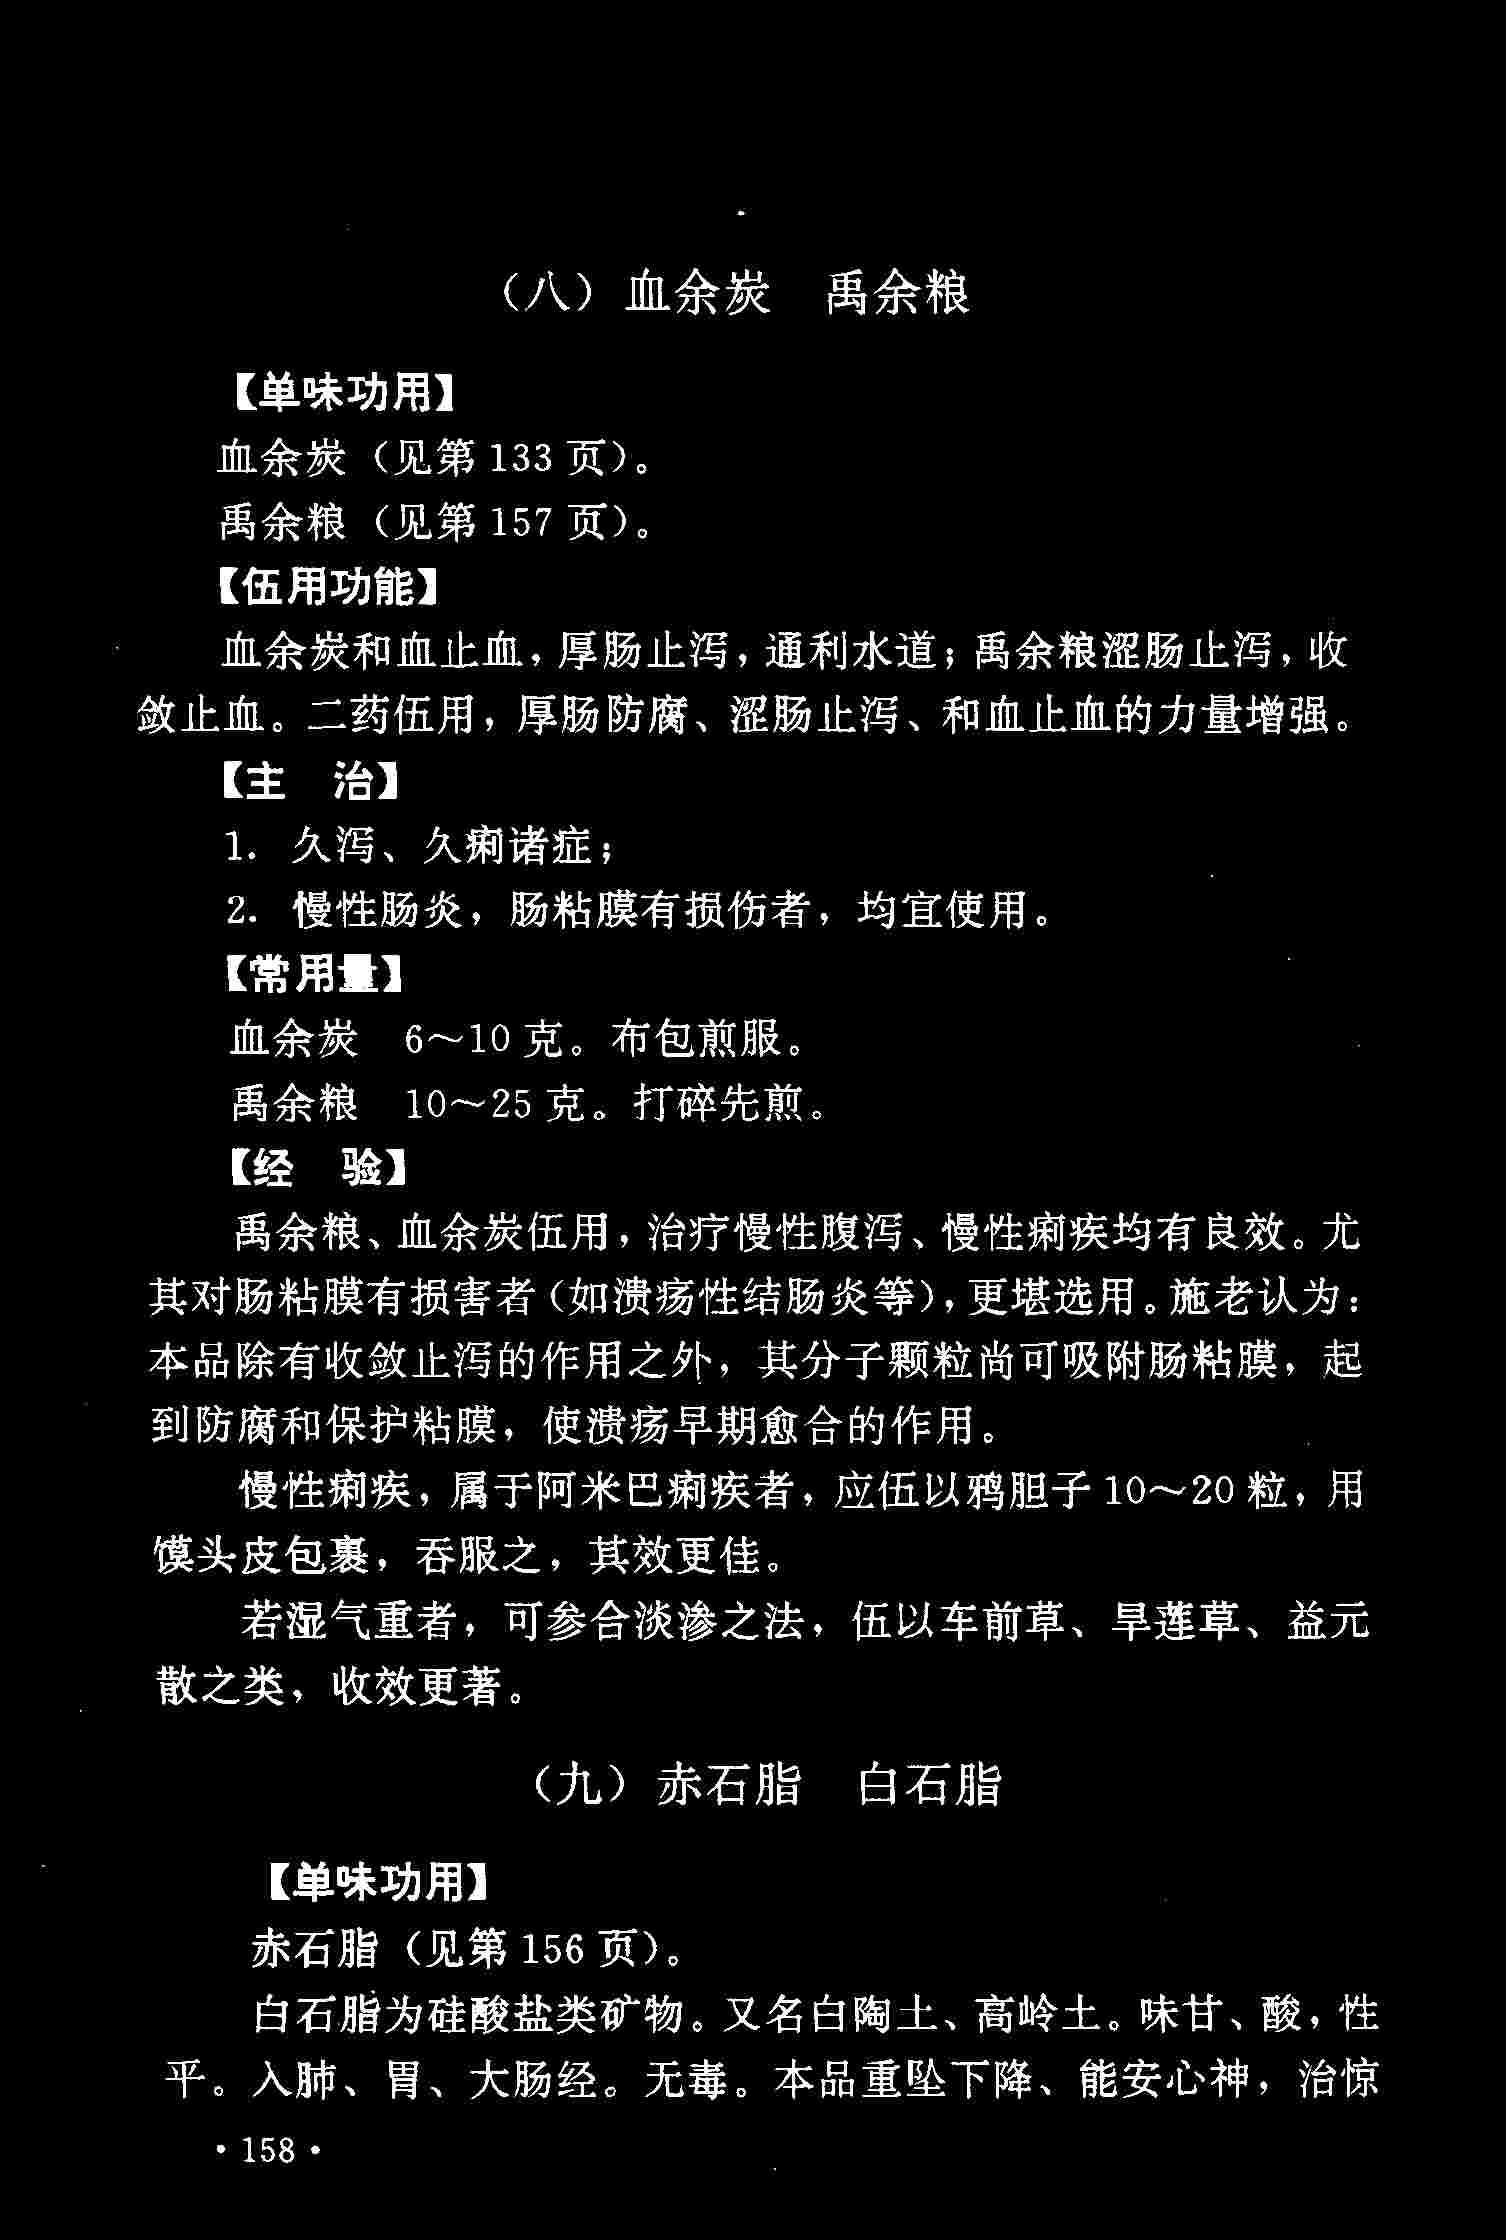 （八）血余炭　禹余粮
【单味功用】
血余炭（见第 133 页）。
禹余粮（见第 157 页）。
【伍用功能】
血余炭和血止血，厚肠止泻，通利水道；禹余粮涩肠止泻，收
敛止血。二药伍用，厚肠防腐、涩肠止泻、和血止血的力量增强。
【主　治】
1. 久泻、久痢诸症；
2. 慢性肠炎，肠粘膜有损伤者，均宜使用。
【常用量】
血余炭　6～10 克。布包煎服。
禹余粮　10～25 克。打碎先煎。
【经　验】
禹余粮、血余炭伍用，治疗慢性腹泻、慢性痢疾均有良效。尤
其对肠粘膜有损害者（如溃疡性结肠炎等），更堪选用。施老认为：
本品除有收敛止泻的作用之外，其分子颗粒尚可吸附肠粘膜，起
到防腐和保护粘膜，使溃疡早期愈合的作用。
慢性痢疾，属于阿米巴痢疾者，应伍以鸦胆子 10～20 粒，用
馍头皮包裹，吞服之，其效更佳。
若湿气重者，可参合淡渗之法，伍以车前草、旱莲草、益元
散之类，收效更著。
（九）赤石脂　白石脂
【单味功用】
赤石脂（见第 156 页）。
白石脂为硅酸盐类矿物。又名白陶土、高岭土。味甘、酸，性
平。入肺、胃、大肠经。无毒。本品重坠下降、能安心神，治惊
· 158 ·